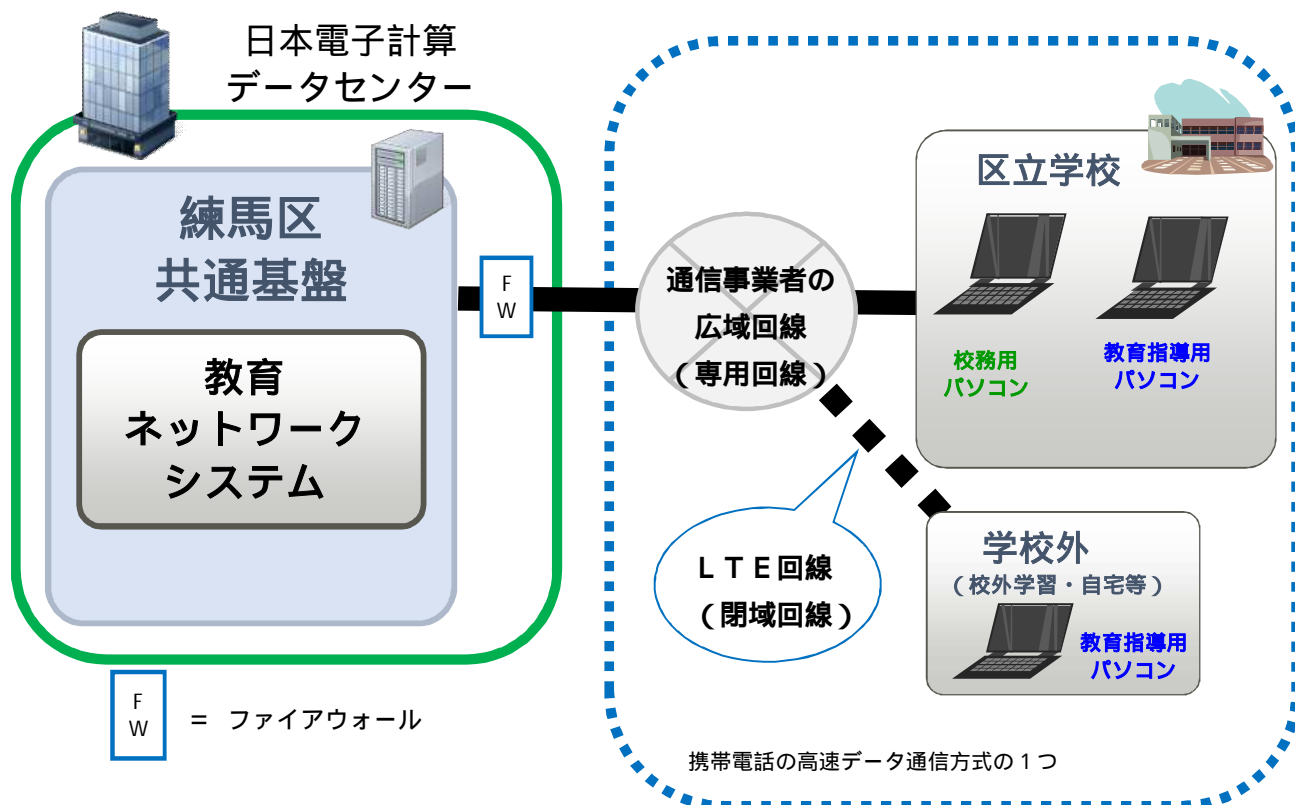 日本電子計算
データセンター
練馬区
共通基盤
教育
ネットワーク
システム
F
W
通信事業者の
広域回線
（専用回線）
区立学校
校務用
パソコン
教育指導用
パソコン
ＬＴＥ回線
（閉域回線）
学校外
（校外学習・自宅等）
教育指導用
パソコン
F
W
＝ ファイアウォール
携帯電話の高速データ通信方式の１つ